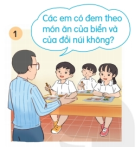 Các em có đem theo
món ăn của biển và
của đồi núi không?
1